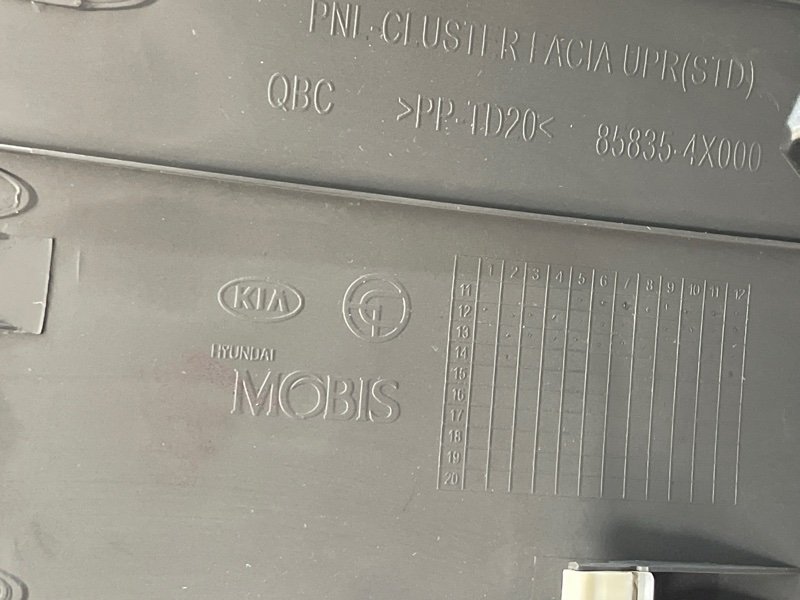 PNL-CLUSTER FACIA UPR(STD)
QBC >PP-TD20< 85835-4X000
KIA
HYUNDAI
MOBIS
1 2 3 4 5 6 7 8 9 10 11 12
11
12
13
14
15
16
17
18
19
20